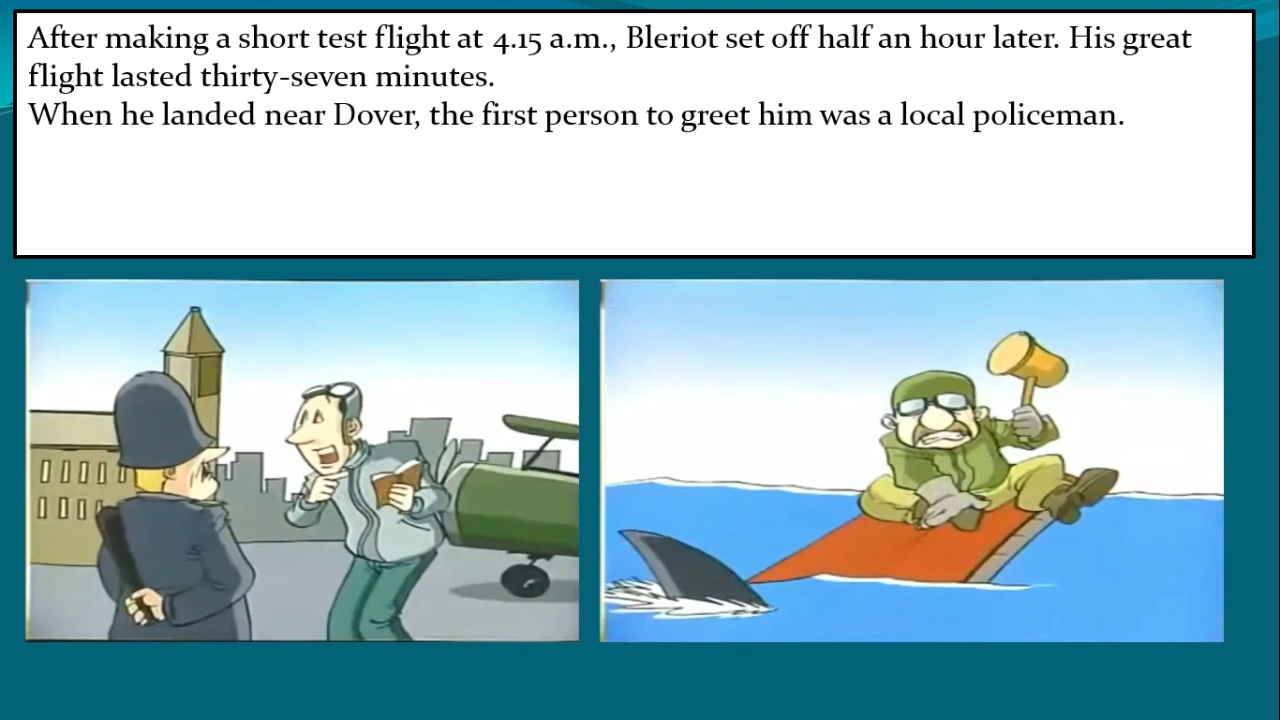 After making a short test flight at 4.15 a.m., Bleriot set off half an hour later. His great
flight lasted thirty-seven minutes.
When he landed near Dover, the first person to greet him was a local policeman.